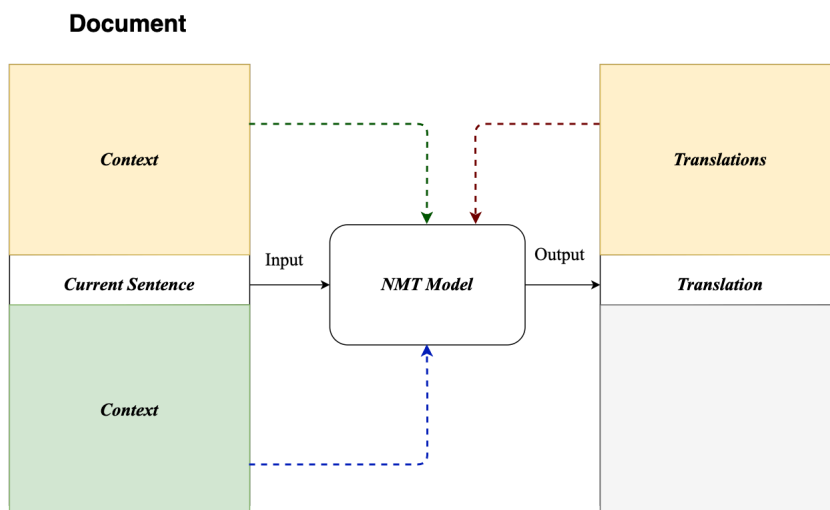 Document
Context
Translations
Input
Output
Current Sentence
NMT Model
Translation
Context